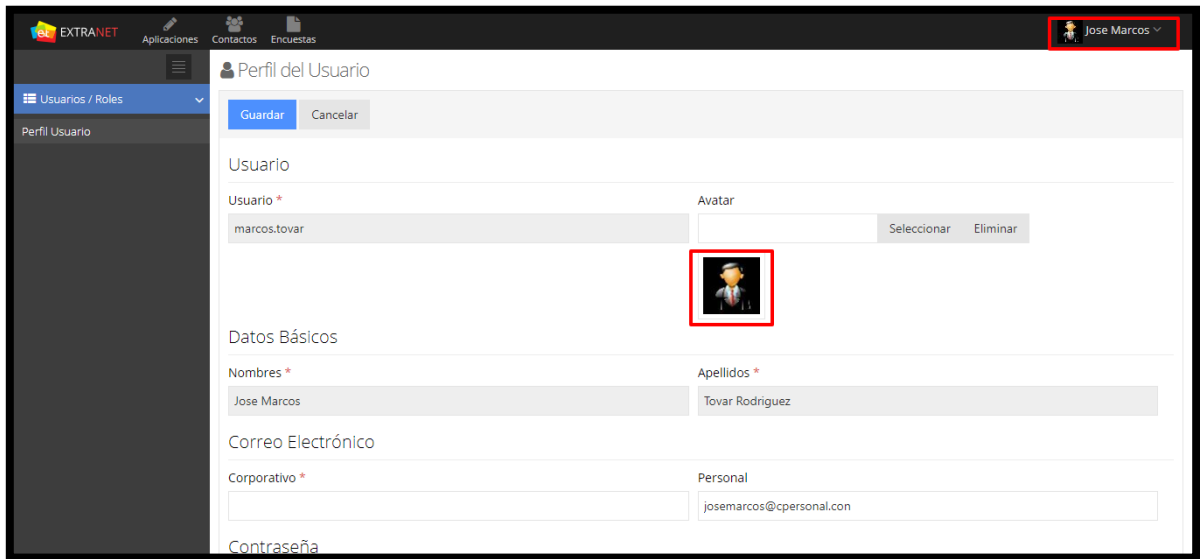 eL EXTRANET Aplicaciones Contactos Encuestas Jose Marcos
Perfil del Usuario
Usuarios / Roles
Guardar Cancelar
Perfil Usuario
Usuario
Usuario * Avatar
marcos.tovar Seleccionar Eliminar
Datos Básicos
Nombres * Apellidos *
Jose Marcos Tovar Rodriguez
Correo Electrónico
Corporativo * Personal
josemarcos@cpersonal.con
Contraseña